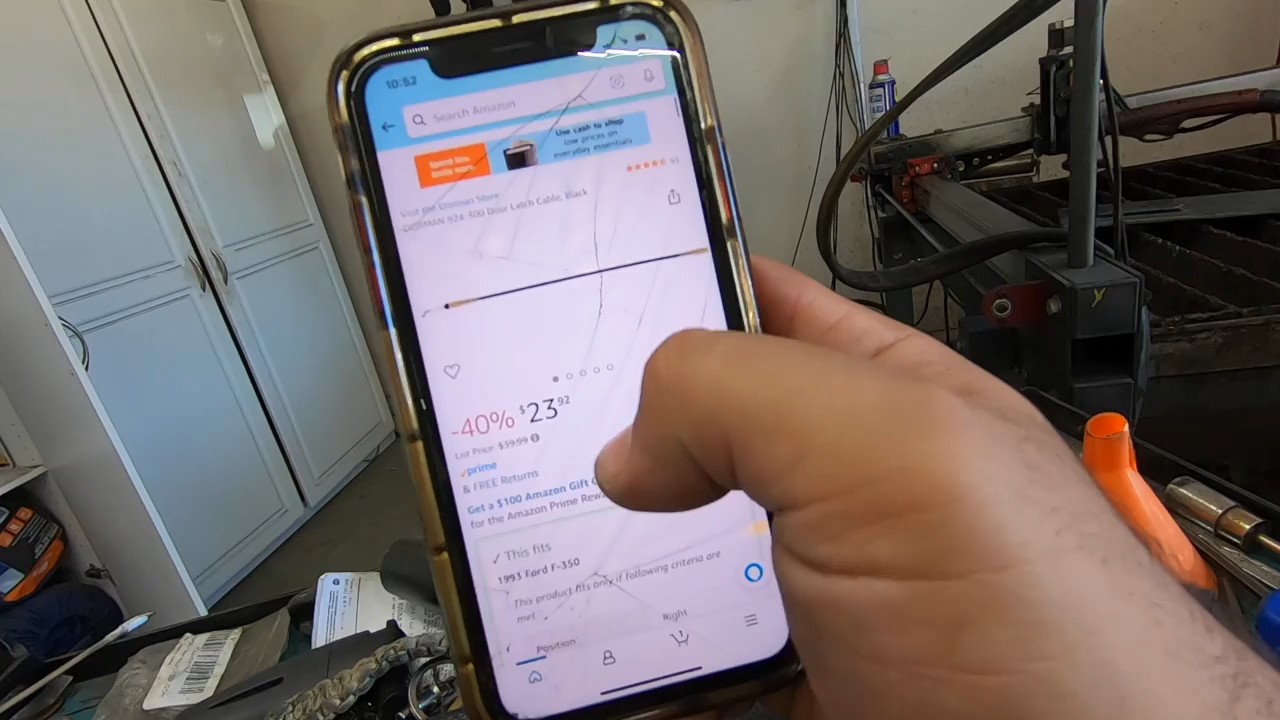 10:52
Search Amazon
Use cash to shop
low prices on
everyday essentials
53
Visit the Dorman Store
DORMAN 924-300 Door Latch Cable, Black
-40% $23.92
List Price: $39.99
prime
& FREE Returns
Get a $100 Amazon Gift
for the Amazon Prime
This fits
1993 Ford F-350
This product fits only if following criteria are
met
Position Right